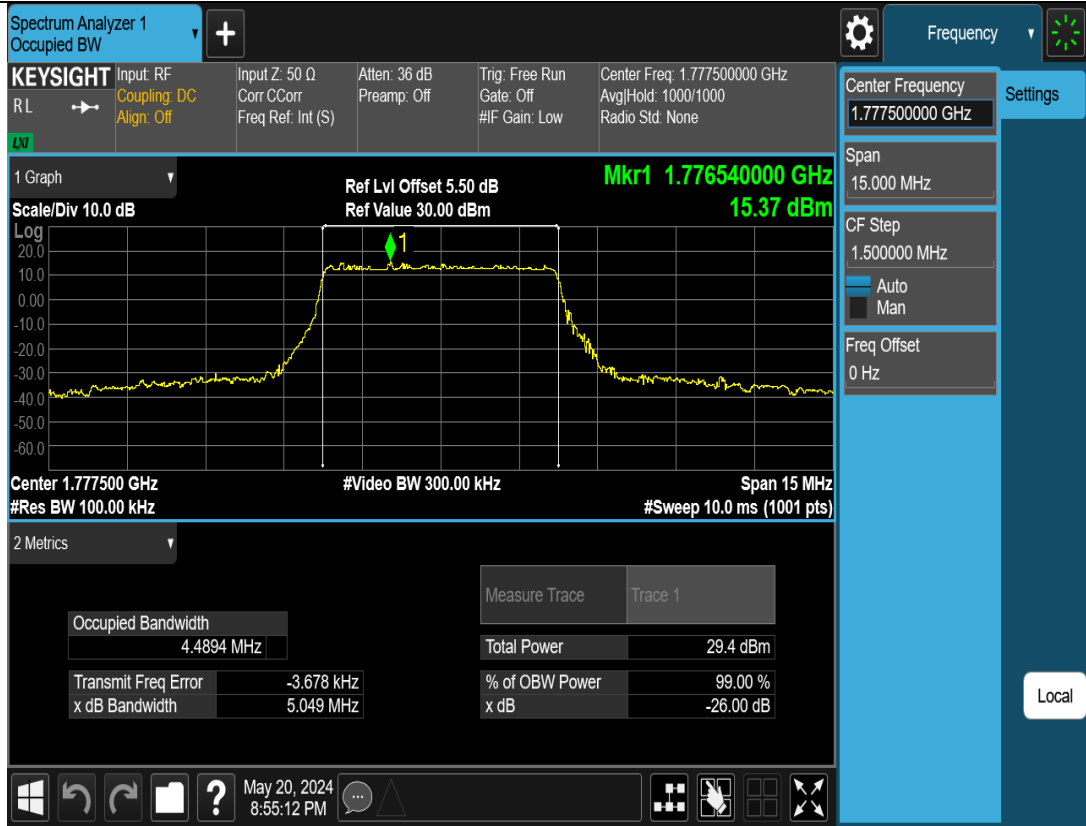 Spectrum Analyzer 1
Occupied BW
Frequency
KEYSIGHT
R L
LXI
Input: RF
Coupling: DC
Align: Off
Input Z: 50 Ω
Corr CCorr
Freq Ref: Int (S)
Atten: 36 dB
Preamp: Off
Trig: Free Run
Gate: Off
#IF Gain: Low
Center Freq: 1.777500000 GHz
Avg|Hold: 1000/1000
Radio Std: None
Center Frequency
1.777500000 GHz
Settings
Span
15.000 MHz
CF Step
1.500000 MHz
Auto
Man
Freq Offset
0 Hz
Local
1 Graph
Scale/Div 10.0 dB
Ref Lvl Offset 5.50 dB
Ref Value 30.00 dBm
Mkr1 1.776540000 GHz
15.37 dBm
Log
1
20.0
10.0
0.00
-10.0
-20.0
-30.0
-40.0
-50.0
-60.0
Center 1.777500 GHz
#Video BW 300.00 kHz
Span 15 MHz
#Res BW 100.00 kHz
#Sweep 10.0 ms (1001 pts)
2 Metrics
Measure Trace Trace 1
Occupied Bandwidth
4.4894 MHz
Total Power 29.4 dBm
Transmit Freq Error -3.678 kHz
% of OBW Power 99.00 %
x dB Bandwidth 5.049 MHz
x dB -26.00 dB
?
May 20, 2024
8:55:12 PM